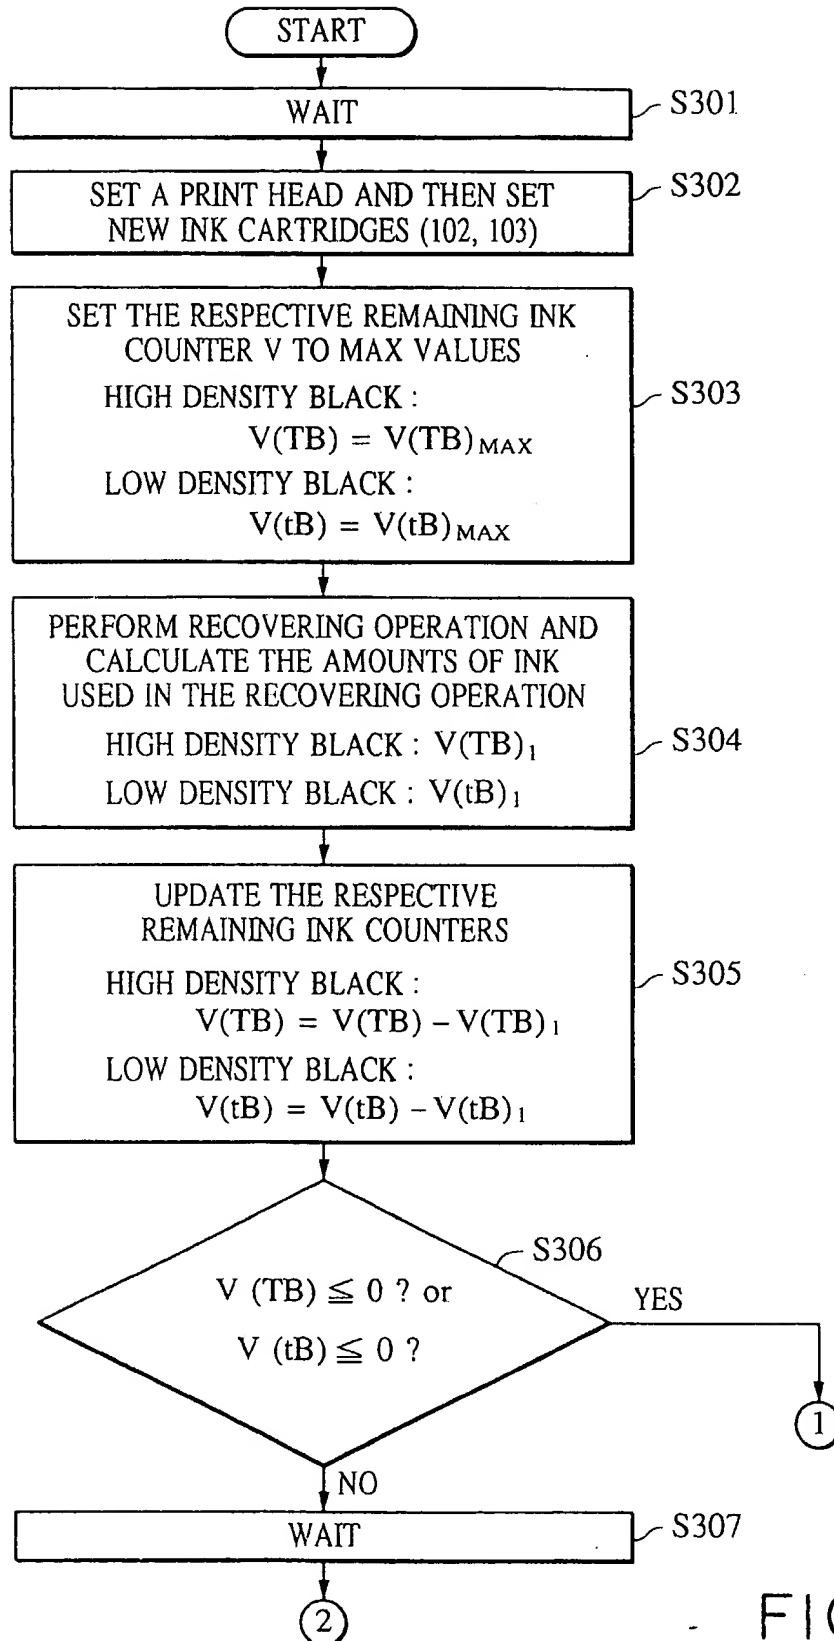 START
WAIT
S301
SET A PRINT HEAD AND THEN SET
NEW INK CARTRIDGES (102, 103)
S302
SET THE RESPECTIVE REMAINING INK
COUNTER V TO MAX VALUES
HIGH DENSITY BLACK :
V(TB) = V(TB)MAX
LOW DENSITY BLACK :
V(tB) = V(tB)MAX
S303
PERFORM RECOVERING OPERATION AND
CALCULATE THE AMOUNTS OF INK
USED IN THE RECOVERING OPERATION
HIGH DENSITY BLACK : V(TB)1
LOW DENSITY BLACK : V(tB)1
S304
UPDATE THE RESPECTIVE
REMAINING INK COUNTERS
HIGH DENSITY BLACK :
V(TB) = V(TB) – V(TB)1
LOW DENSITY BLACK :
V(tB) = V(tB) – V(tB)1
S305
S306
V (TB) ≦ 0 ? or
V (tB) ≦ 0 ?
YES
1
NO
WAIT
S307
2